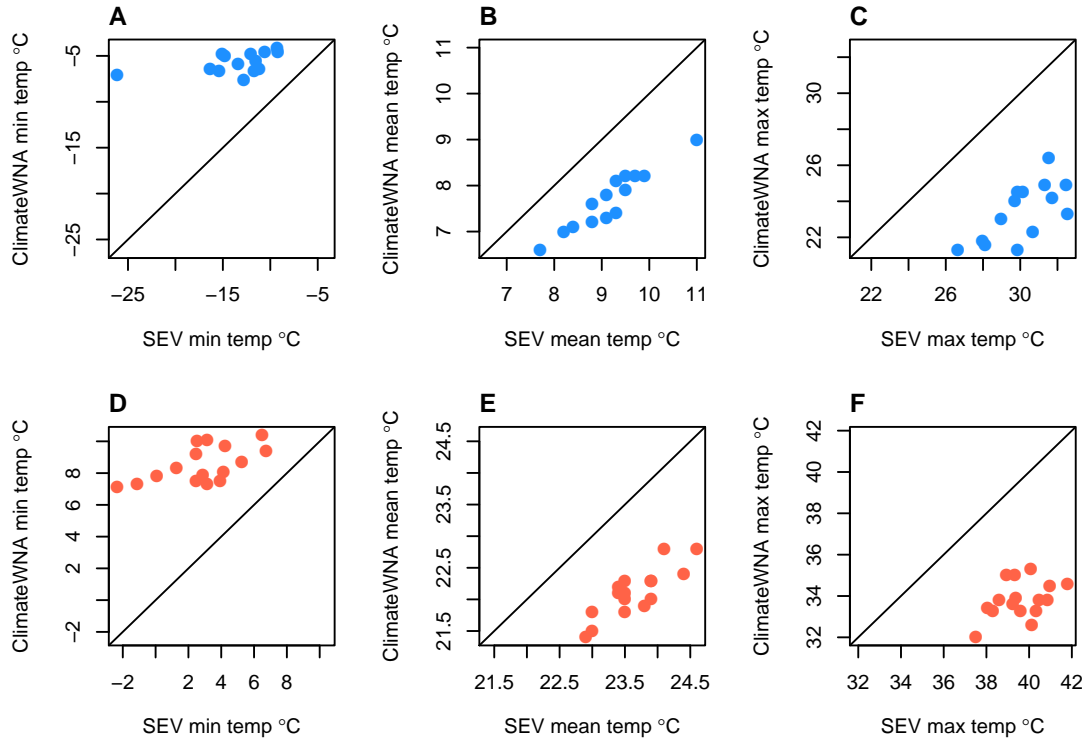 A
B
C
ClimateWNA min temp °C
−5
−15
−25
−25
−15
−5
SEV min temp °C
ClimateWNA mean temp °C
11
10
9
8
7
7
8
9
10
11
SEV mean temp °C
ClimateWNA max temp °C
30
26
22
22
26
30
SEV max temp °C
D
E
F
ClimateWNA min temp °C
8
6
4
2
−2
−2
2
4
6
8
SEV min temp °C
ClimateWNA mean temp °C
24.5
23.5
22.5
21.5
21.5
22.5
23.5
24.5
SEV mean temp °C
ClimateWNA max temp °C
42
40
38
36
34
32
32
34
36
38
40
42
SEV max temp °C